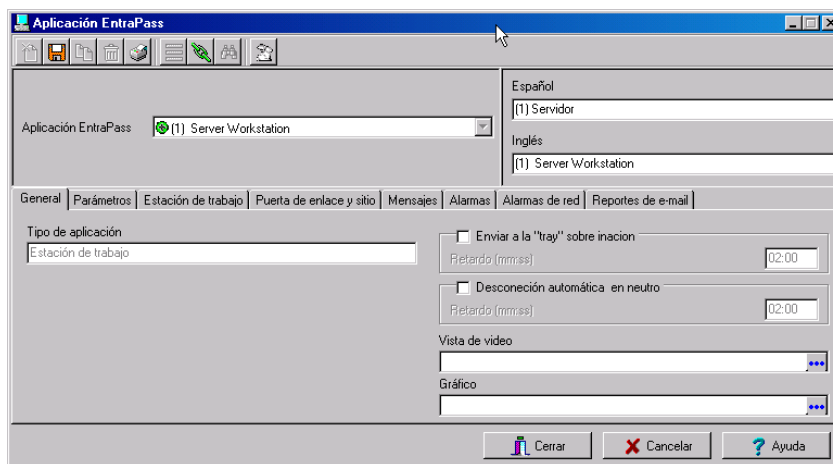 Aplicación EntraPass
Español
(1) Servidor
Aplicación EntraPass (1) Server Workstation
Inglés
(1) Server Workstation
General Parámetros Estación de trabajo Puerta de enlace y sitio Mensajes Alarmas Alarmas de red Reportes de e-mail
Tipo de aplicación
Estación de trabajo
Enviar a la "tray" sobre inacion
Retardo (mm:ss) 02:00
Desconeción automática en neutro
Retardo (mm:ss) 02:00
Vista de video
Gráfico
Cerrar Cancelar Ayuda